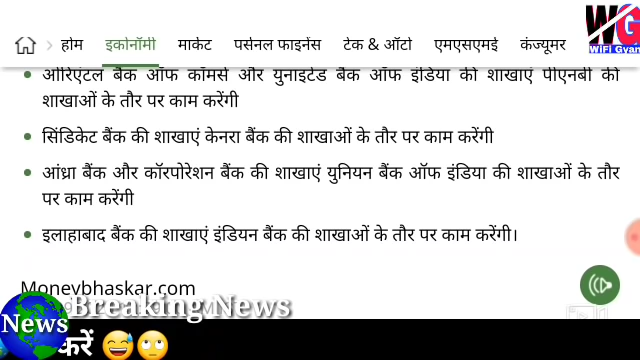 WG
WiFi Gyan
होम इकोनॉमी मार्केट पर्सनल फाइनेंस टेक & ऑटो एमएसएमई कंज्यूमर
ओरिएंटल बैंक ऑफ कॉमर्स और युनाइटेड बैंक ऑफ इंडिया की शाखाएं पीएनबी की
शाखाओं के तौर पर काम करेंगी
सिंडिकेट बैंक की शाखाएं केनरा बैंक की शाखाओं के तौर पर काम करेंगी
आंध्रा बैंक और कॉरपोरेशन बैंक की शाखाएं युनियन बैंक ऑफ इंडिया की शाखाओं के तौर
पर काम करेंगी
इलाहाबाद बैंक की शाखाएं इंडियन बैंक की शाखाओं के तौर पर काम करेंगी।
Moneybhaskar.com
Breaking News
News
करें 😅🙄